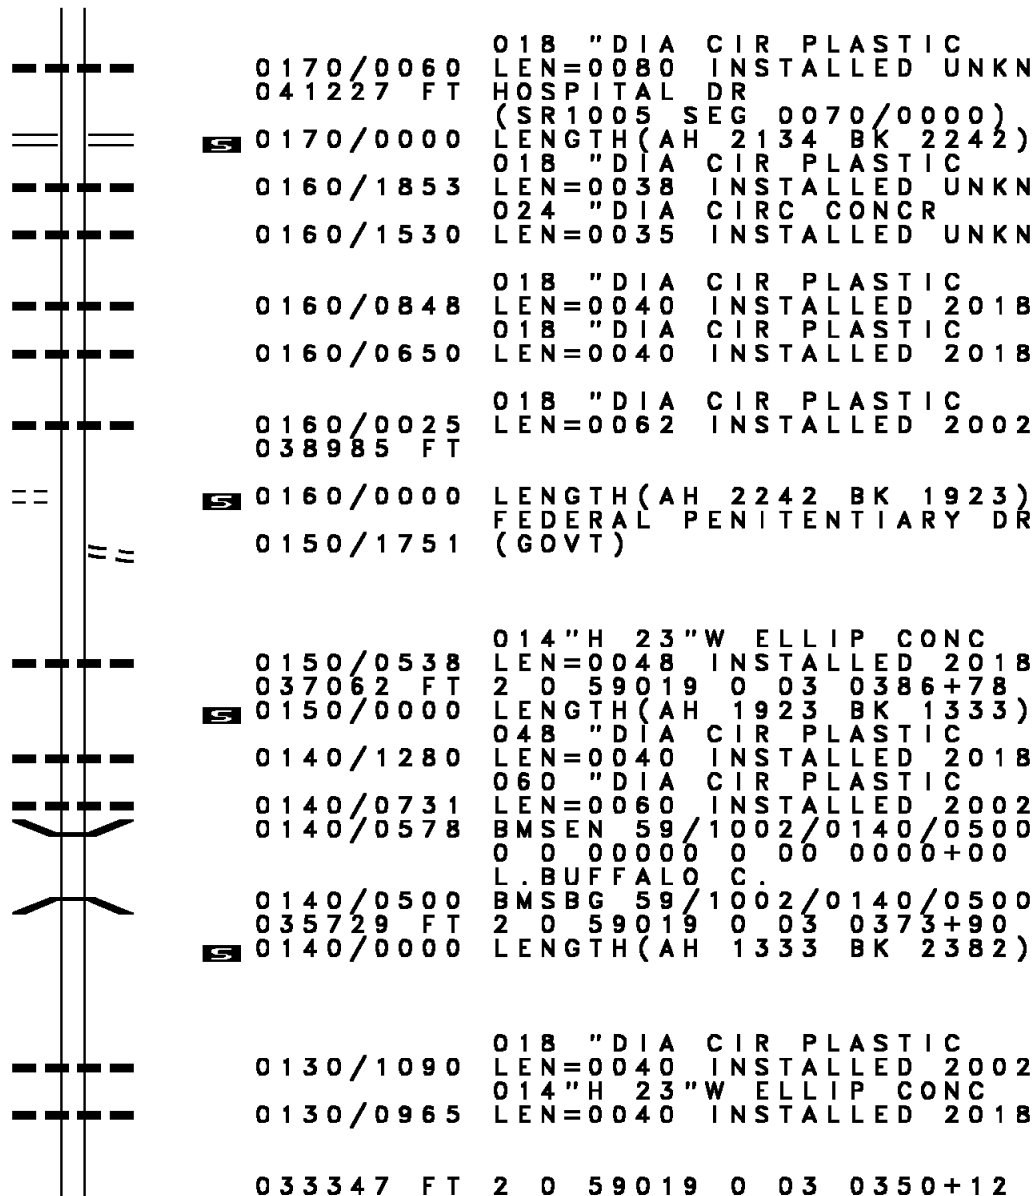 018 "DIA CIR PLASTIC
0170/0060 LEN=0080 INSTALLED UNKN
041227 FT HOSPITAL DR
(SR1005 SEG 0070/0000)
S 0170/0000 LENGTH(AH 2134 BK 2242)
018 "DIA CIR PLASTIC
0160/1853 LEN=0038 INSTALLED UNKN
024 "DIA CIRC CONCR
0160/1530 LEN=0035 INSTALLED UNKN
018 "DIA CIR PLASTIC
0160/0848 LEN=0040 INSTALLED 2018
018 "DIA CIR PLASTIC
0160/0650 LEN=0040 INSTALLED 2018
018 "DIA CIR PLASTIC
0160/0025 LEN=0062 INSTALLED 2002
038985 FT
S 0160/0000 LENGTH(AH 2242 BK 1923)
FEDERAL PENITENTIARY DR
0150/1751 (GOVT)
014"H 23"W ELLIP CONC
0150/0538 LEN=0048 INSTALLED 2018
037062 FT 2 0 59019 0 03 0386+78
S 0150/0000 LENGTH(AH 1923 BK 1333)
048 "DIA CIR PLASTIC
0140/1280 LEN=0040 INSTALLED 2018
060 "DIA CIR PLASTIC
0140/0731 LEN=0060 INSTALLED 2002
0140/0578 BMSEN 59/1002/0140/0500
0 0 00000 0 00 0000+00
L.BUFFALO C.
0140/0500 BMSBG 59/1002/0140/0500
035729 FT 2 0 59019 0 03 0373+90
S 0140/0000 LENGTH(AH 1333 BK 2382)
018 "DIA CIR PLASTIC
0130/1090 LEN=0040 INSTALLED 2002
014"H 23"W ELLIP CONC
0130/0965 LEN=0040 INSTALLED 2018
033347 FT 2 0 59019 0 03 0350+12